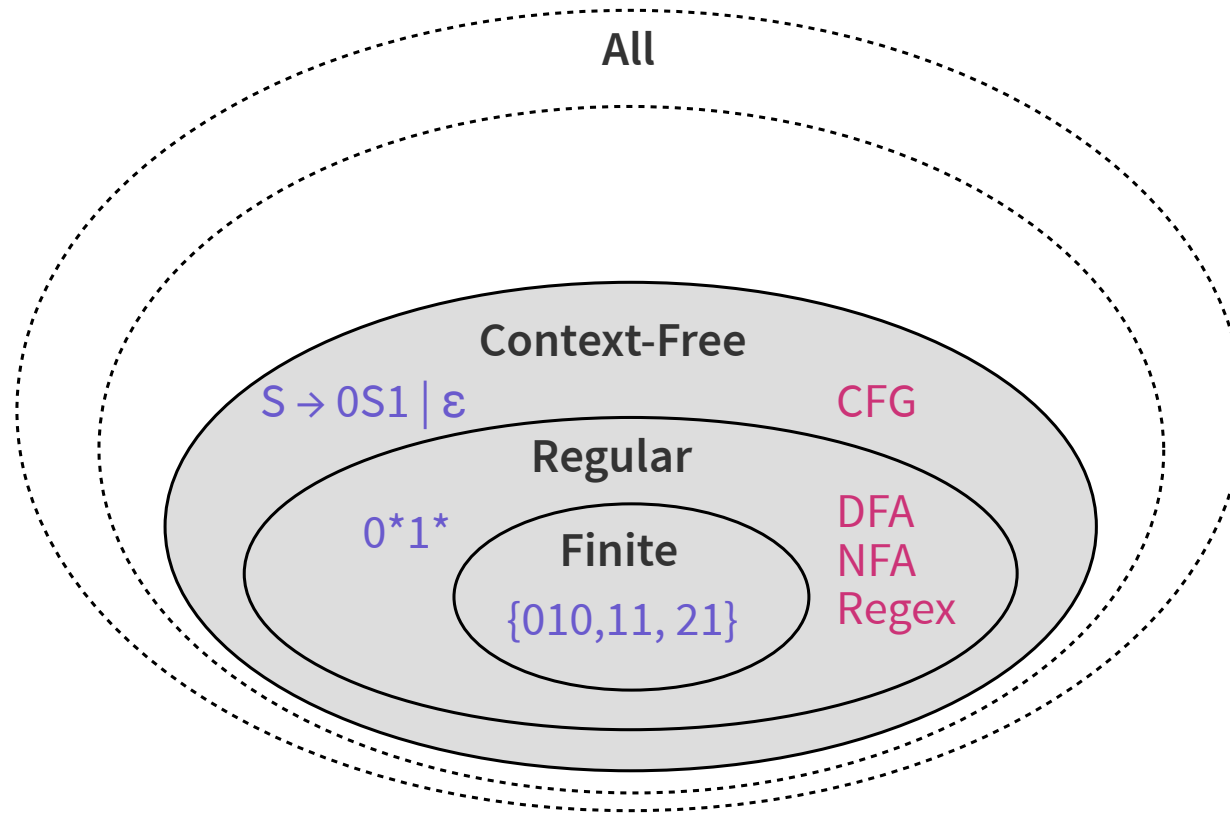 All
Context-Free
S → 0S1 | ε
CFG
Regular
0*1*
DFA
NFA
Regex
Finite
{010,11, 21}